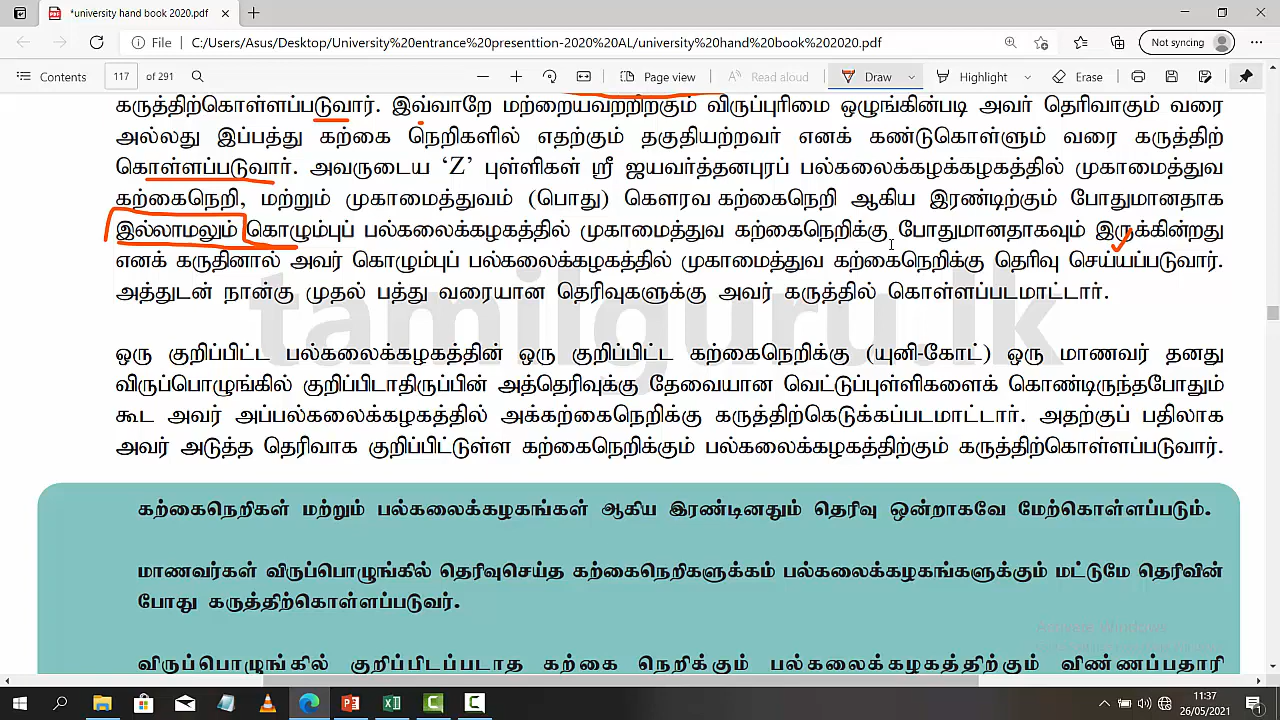 *university hand book 2020.pdf
File
C:/Users/Asus/Desktop/University%20entrance%20presenttion-2020%20AL/university%20hand%20book%202020.pdf
Not syncing
Contents
117 of 291
Page view
Read aloud
Draw
Highlight
Erase
கருத்திற்கொள்ளப்படுவார். இவ்வாறே மற்றையவற்றிற்கும் விருப்புரிமை ஒழுங்கின்படி அவர் தெரிவாகும் வரை
அல்லது இப்பத்து கற்கை நெறிகளில் எதற்கும் தகுதியற்றவர் எனக் கண்டுகொள்ளும் வரை கருத்திற்
கொள்ளப்படுவார். அவருடைய ‘Z’ புள்ளிகள் ஸ்ரீ ஜயவர்த்தனபுரப் பல்கலைக்கழகக்கழகத்தில் முகாமைத்துவ
கற்கைநெறி, மற்றும் முகாமைத்துவம் (பொது) கௌரவ கற்கைநெறி ஆகிய இரண்டிற்கும் போதுமானதாக
இல்லாமலும் கொழும்புப் பல்கலைக்கழகத்தில் முகாமைத்துவ கற்கைநெறிக்கு போதுமானதாகவும் இருக்கின்றது
எனக் கருதினால் அவர் கொழும்புப் பல்கலைக்கழகத்தில் முகாமைத்துவ கற்கைநெறிக்கு தெரிவு செய்யப்படுவார்.
அத்துடன் நான்கு முதல் பத்து வரையான தெரிவுகளுக்கு அவர் கருத்தில் கொள்ளப்படமாட்டார்.
tamilguru.lk
ஒரு குறிப்பிட்ட பல்கலைக்கழகத்தின் ஒரு குறிப்பிட்ட கற்கைநெறிக்கு (யுனி-கோட்) ஒரு மாணவர் தனது
விருப்பொழுங்கில் குறிப்பிடாதிருப்பின் அத்தெரிவுக்கு தேவையான வெட்டுப்புள்ளிகளைக் கொண்டிருந்தபோதும்
கூட அவர் அப்பல்கலைக்கழகத்தில் அக்கற்கைநெறிக்கு கருத்திற்கெடுக்கப்படமாட்டார். அதற்குப் பதிலாக
அவர் அடுத்த தெரிவாக குறிப்பிட்டுள்ள கற்கைநெறிக்கும் பல்கலைக்கழகத்திற்கும் கருத்திற்கொள்ளப்படுவார்.
கற்கைநெறிகள் மற்றும் பல்கலைக்கழகங்கள் ஆகிய இரண்டினதும் தெரிவு ஒன்றாகவே மேற்கொள்ளப்படும்.
மாணவர்கள் விருப்பொழுங்கில் தெரிவுசெய்த கற்கைநெறிகளுக்கம் பல்கலைக்கழகங்களுக்கும் மட்டுமே தெரிவின்
போது கருத்திற்கொள்ளப்படுவர்.
Activate Windows
விருப்பொழுங்கில் குறிப்பிடப்படாத கற்கை நெறிக்கும் பல்கலைக்கழகத்திற்கும் விண்ணப்பதாரி
11:37
26/05/2021